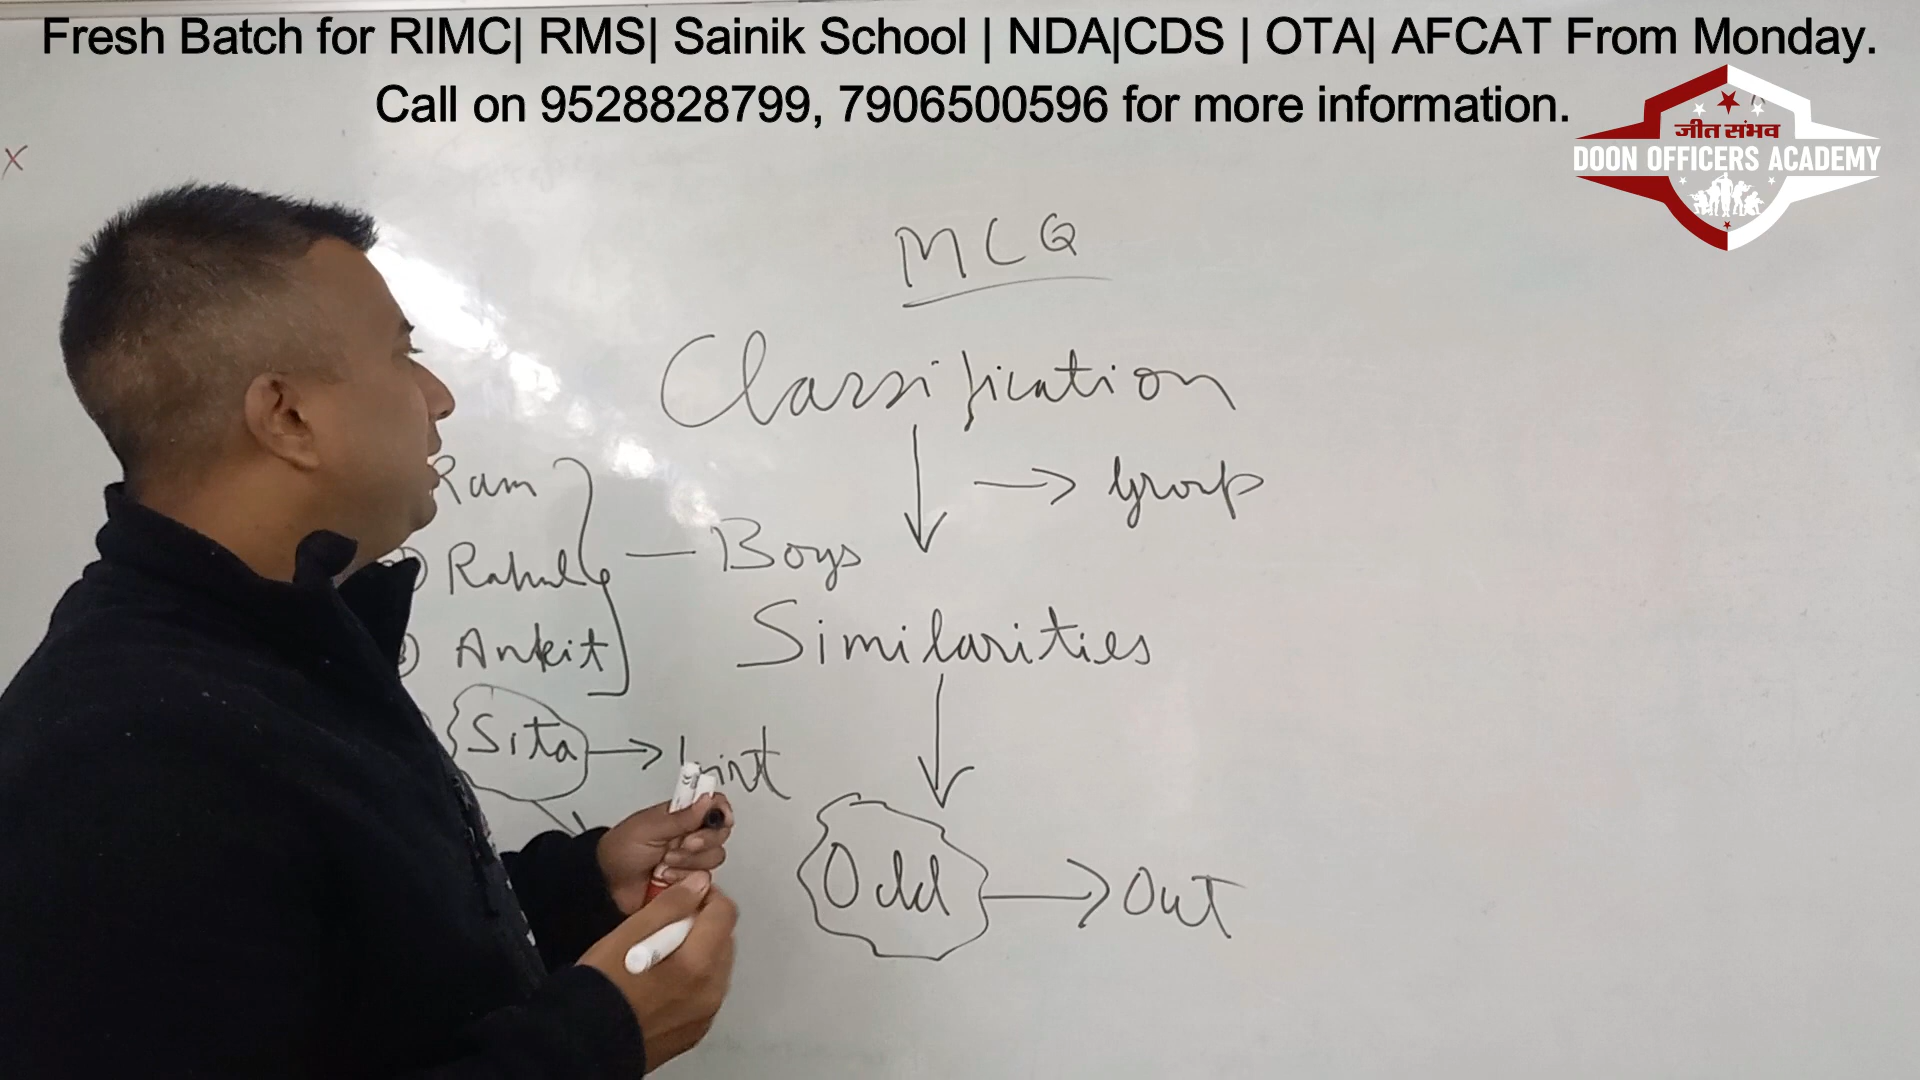 Fresh Batch for RIMC| RMS| Sainik School | NDA|CDS | OTA| AFCAT From Monday.
Call on 9528828799, 7906500596 for more information.
जीत संभव
DOON OFFICERS ACADEMY
X
MCQ
Classification
→ Group
Ram
Rahul
— Boys
Ankit
Similarities
Sita →
Odd → Out